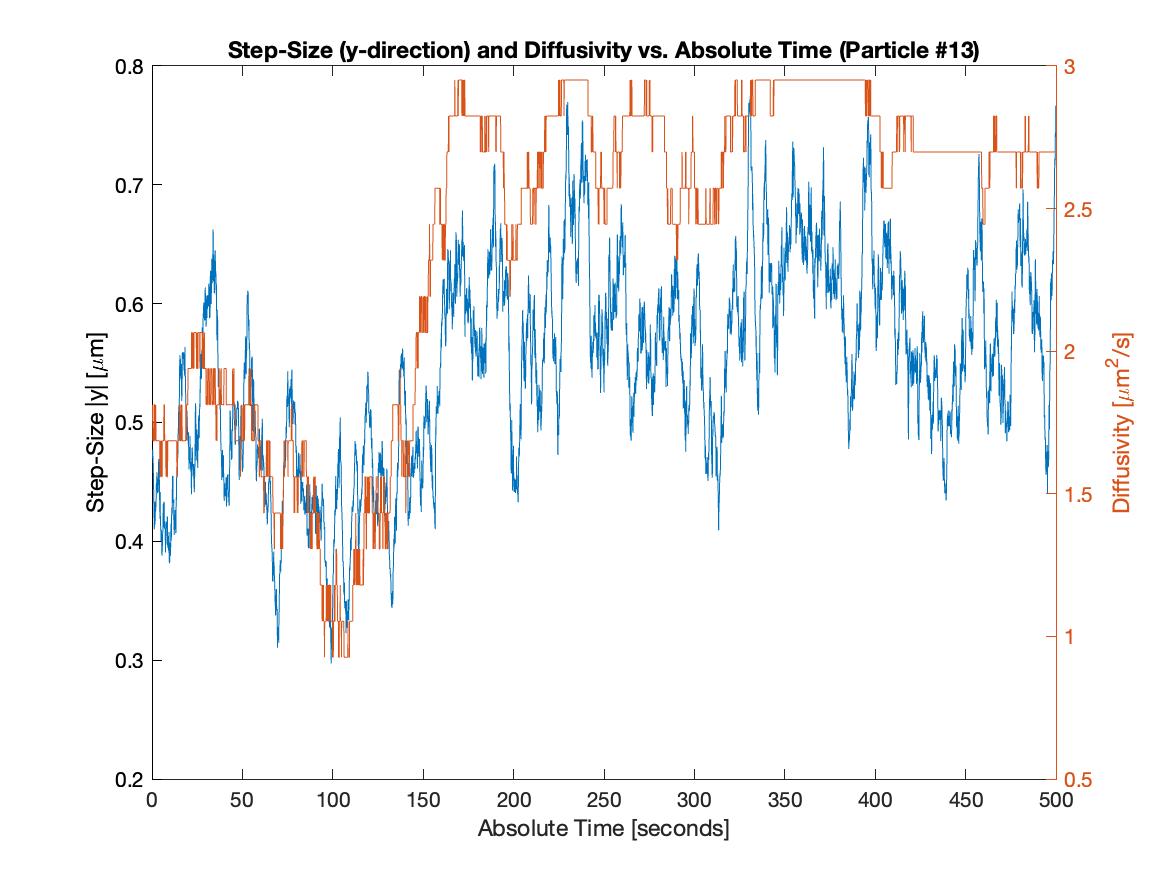 Step-Size (y-direction) and Diffusivity vs. Absolute Time (Particle #13)
0.8
0.7
0.6
0.5
0.4
0.3
0.2
Step-Size |y| [μm]
3
2.5
2
1.5
1
0.5
Diffusivity [μm²/s]
0 50 100 150 200 250 300 350 400 450 500
Absolute Time [seconds]